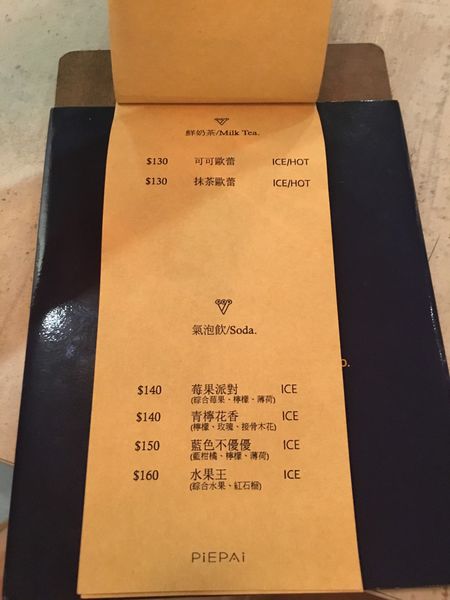 鮮奶茶/Milk Tea.
$130 可可歐蕾 ICE/HOT
$130 抹茶歐蕾 ICE/HOT
氣泡飲/Soda.
$140 莓果派對 ICE
(綜合莓果、檸檬、薄荷)
$140 青檸花香 ICE
(檸檬、玫瑰、接骨木花)
$150 藍色不優優 ICE
(藍柑橘、檸檬、薄荷)
$160 水果王 ICE
(綜合水果、紅石榴)
PiEPAi